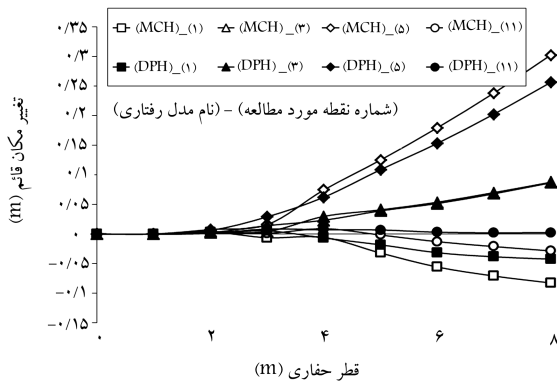 (MCH)_(۱) (MCH)_(۳) (MCH)_(۵) (MCH)_(۱۱)
(DPH)_(۱) (DPH)_(۳) (DPH)_(۵) (DPH)_(۱۱)
(شماره نقطه مورد مطالعه) – (نام مدل رفتاری)
تغییر مکان قائم (m)
۰/۳۵
۰/۳
۰/۲۵
۰/۲
۰/۱۵
۰/۱
۰/۰۵
۰
−۰/۰۵
−۰/۱
−۰/۱۵
۰ ۲ ۴ ۶ ۸
قطر حفاری (m)